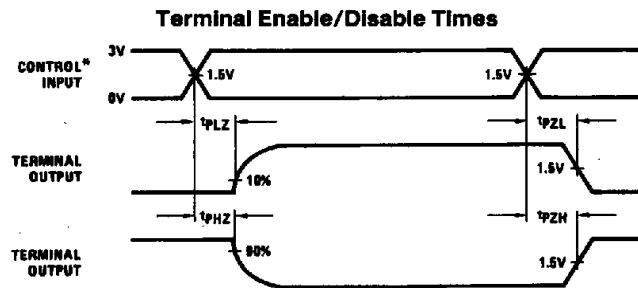 Terminal Enable/Disable Times
CONTROL*
INPUT
3V
0V
1.5V
1.5V
tPLZ
tPZL
TERMINAL
OUTPUT
10%
1.5V
tPHZ
tPZH
TERMINAL
OUTPUT
90%
1.5V